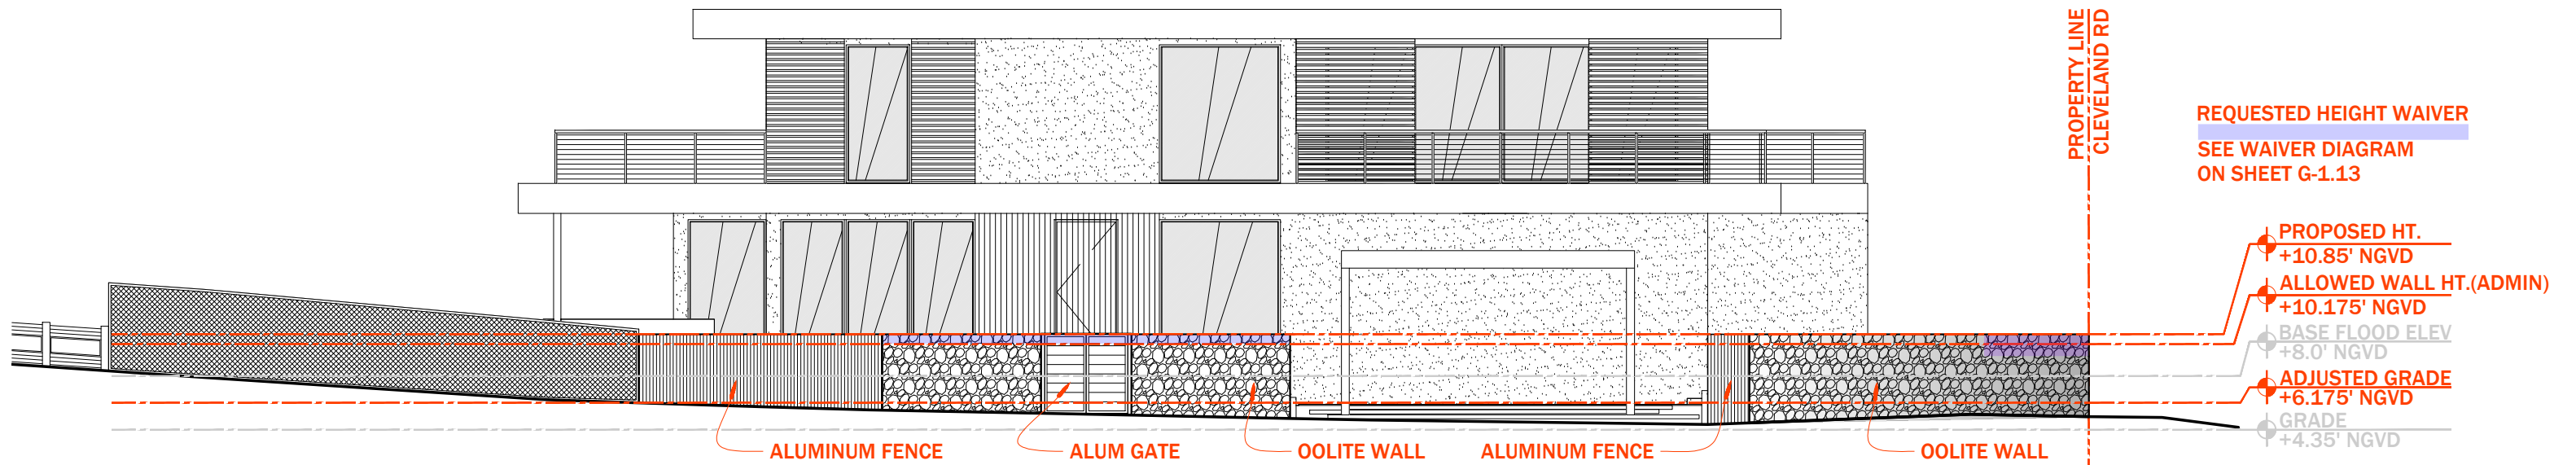 PROPERTY LINE
CLEVELAND RD
REQUESTED HEIGHT WAIVER
SEE WAIVER DIAGRAM
ON SHEET G-1.13
PROPOSED HT.
+10.85' NGVD
ALLOWED WALL HT.(ADMIN)
+10.175' NGVD
BASE FLOOD ELEV
+8.0' NGVD
ADJUSTED GRADE
+6.175' NGVD
GRADE
+4.35' NGVD
ALUMINUM FENCE
ALUM GATE
OOLITE WALL
ALUMINUM FENCE
OOLITE WALL